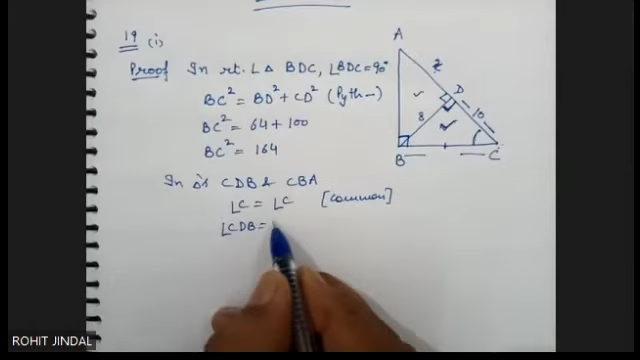 19 (i)
Proof In rt. L△ BDC, ∠BDC = 90°
BC² = BD² + CD² (Pyth—)
BC² = 64 + 100
BC² = 164
In △'s CDB & CBA
∠C = ∠C [common]
∠CDB =
A
D
8
10
B
C
ROHIT JINDAL